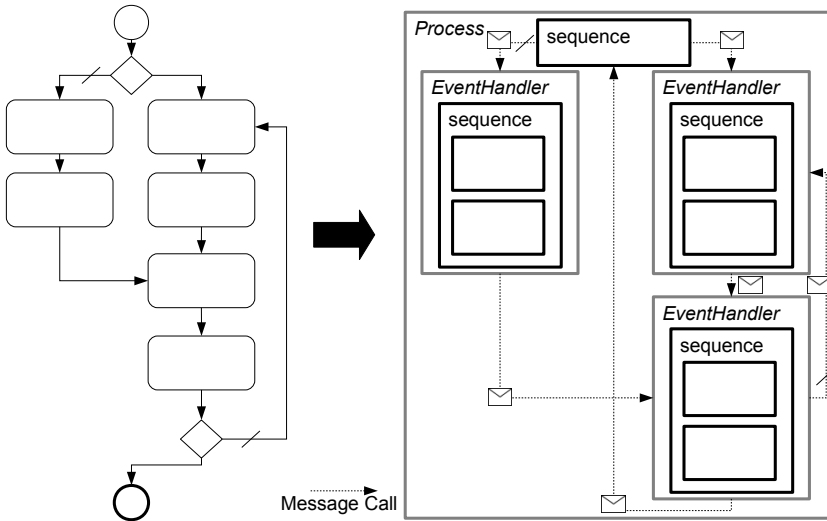 Process
sequence
EventHandler
EventHandler
sequence
sequence
EventHandler
sequence
Message Call